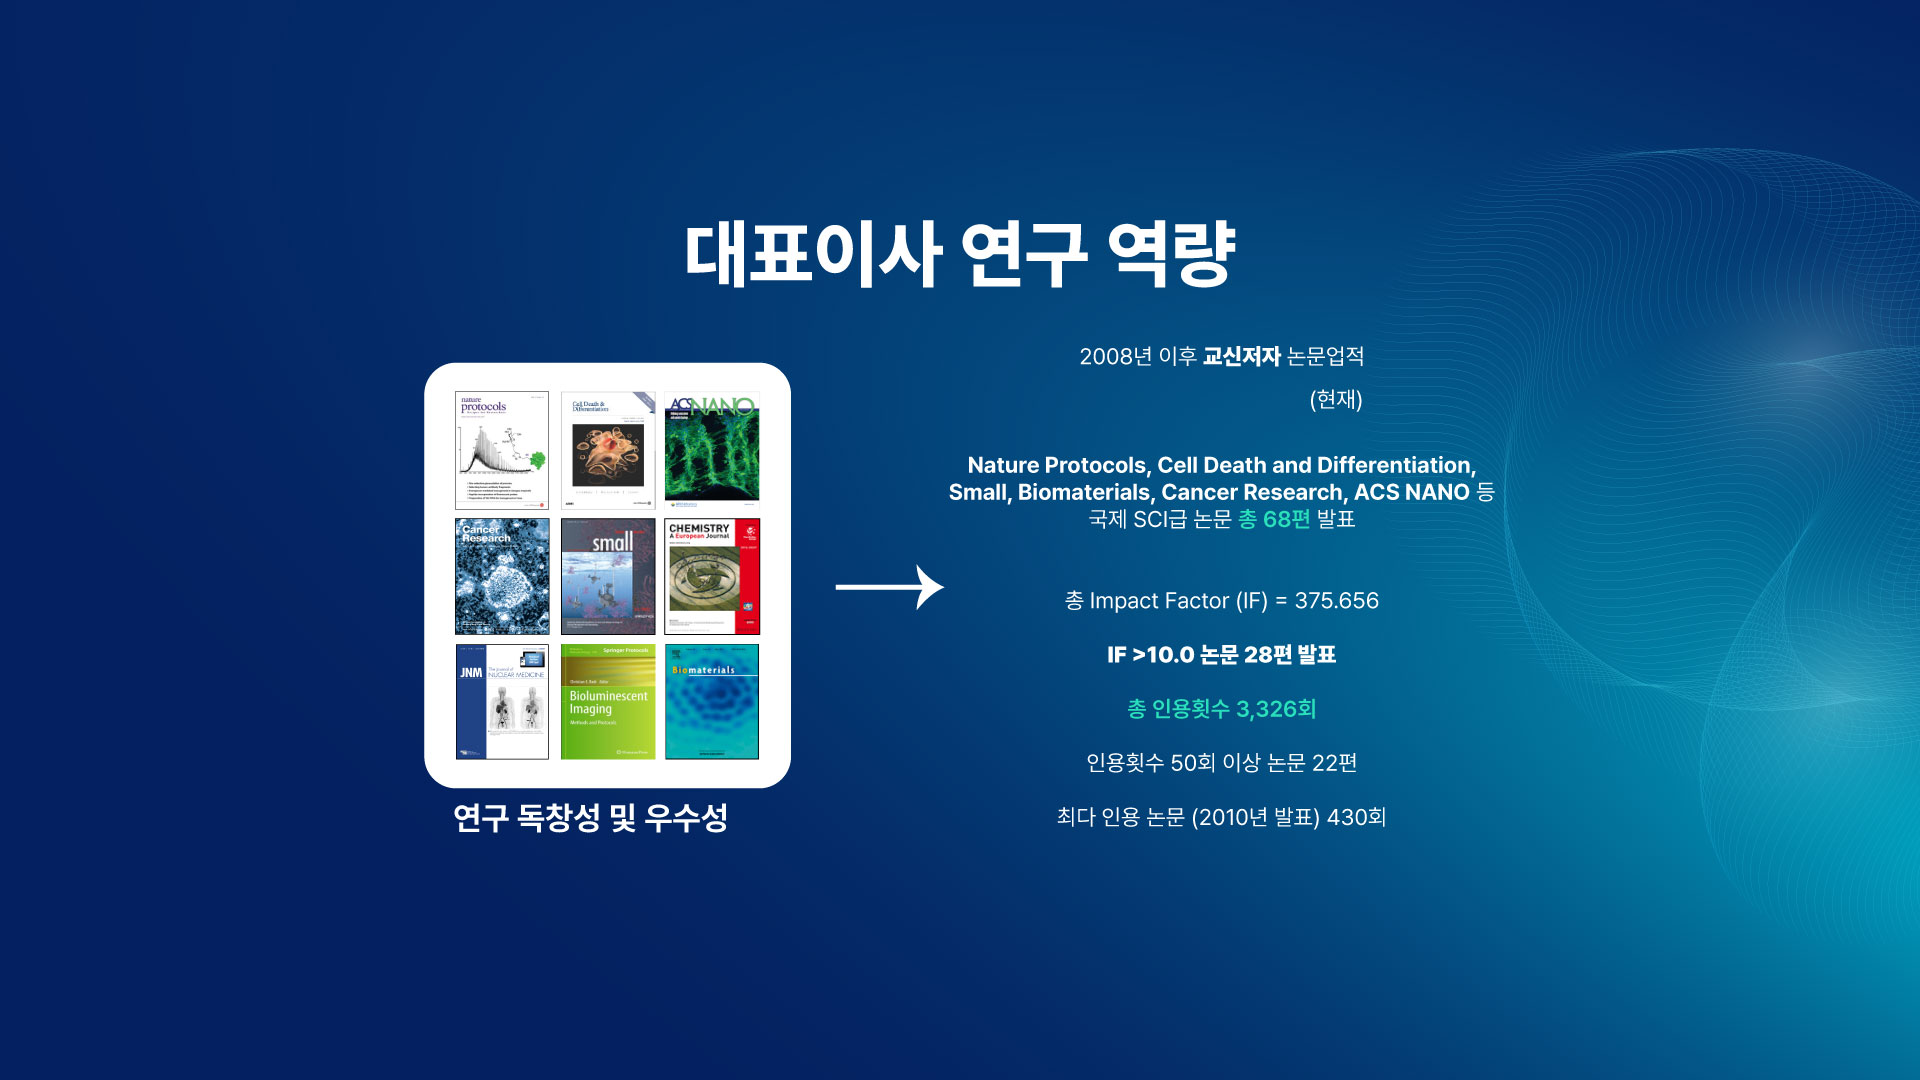 대표이사 연구 역량
nature
protocols
Cell Death &
Differentiation
ACSNANO
Cancer
Research
small
CHEMISTRY
A European Journal
JNM
The Journal of
NUCLEAR MEDICINE
Springer Protocols
Bioluminescent
Imaging
Methods and Protocols
Humana Press
Biomaterials
연구 독창성 및 우수성
2008년 이후 교신저자 논문업적
(현재)
Nature Protocols, Cell Death and Differentiation,
Small, Biomaterials, Cancer Research, ACS NANO 등
국제 SCI급 논문 총 68편 발표
총 Impact Factor (IF) = 375.656
IF >10.0 논문 28편 발표
총 인용횟수 3,326회
인용횟수 50회 이상 논문 22편
최다 인용 논문 (2010년 발표) 430회